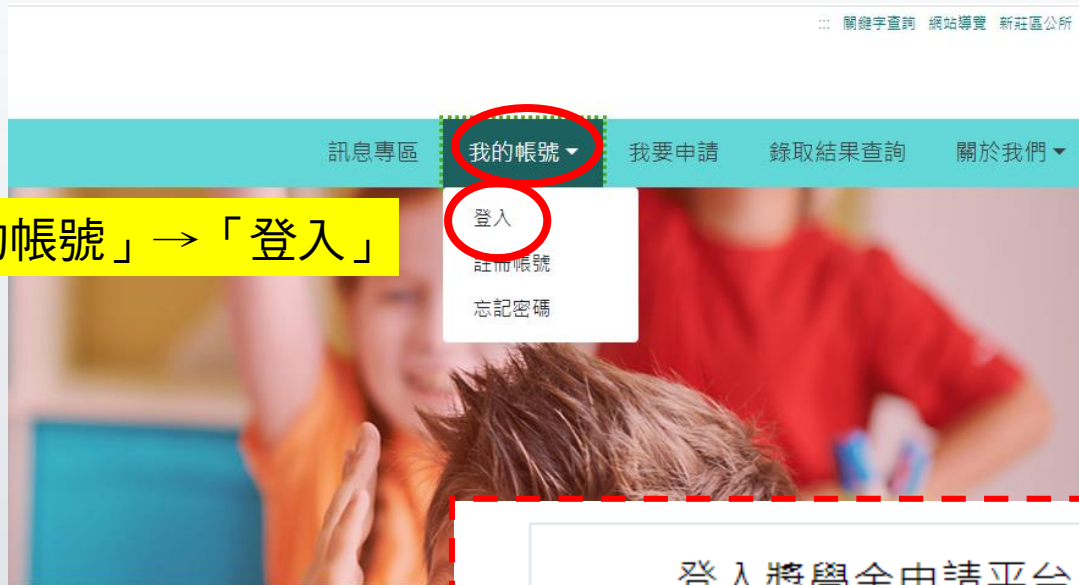 ::: 關鍵字查詢 網站導覽 新莊區公所
訊息專區 我的帳號 我要申請 錄取結果查詢 關於我們
登入
的帳號」→「登入」
註冊帳號
忘記密碼
登入獎學金申請平台